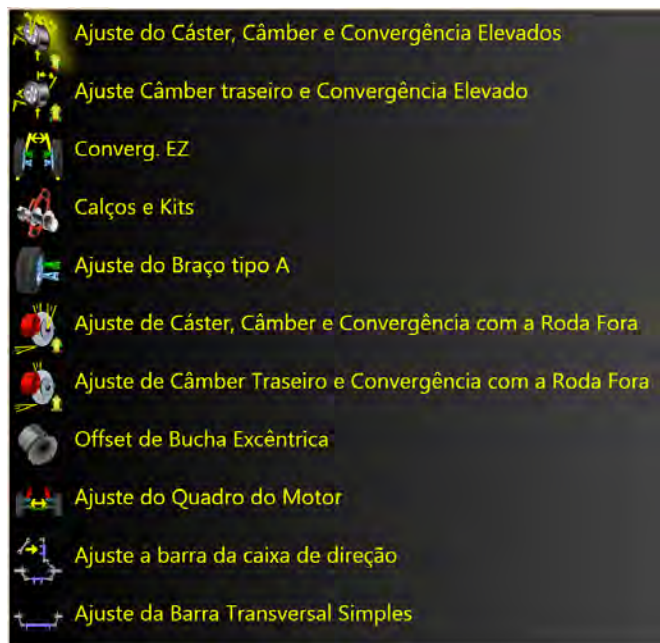 Ajuste do Cáster, Câmber e Convergência Elevados
Ajuste Câmber traseiro e Convergência Elevado
Converg. EZ
Calços e Kits
Ajuste do Braço tipo A
Ajuste de Cáster, Câmber e Convergência com a Roda Fora
Ajuste de Câmber Traseiro e Convergência com a Roda Fora
Offset de Bucha Excêntrica
Ajuste do Quadro do Motor
Ajuste a barra da caixa de direção
Ajuste da Barra Transversal Simples